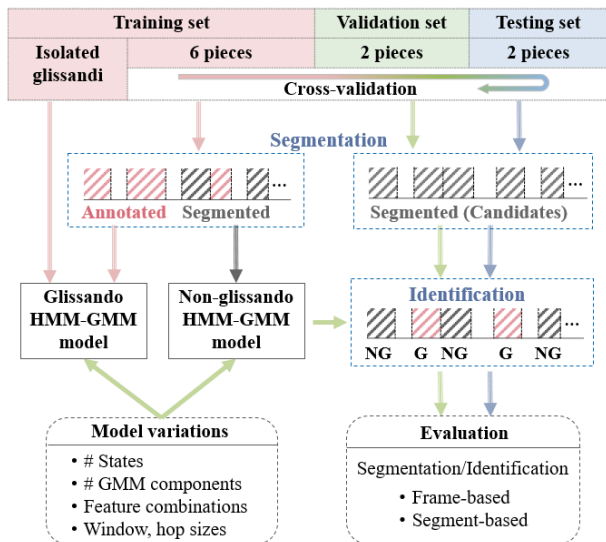 Training set Validation set Testing set
Isolated glissandi 6 pieces 2 pieces 2 pieces
Cross-validation
Segmentation
Annotated Segmented ...
Segmented (Candidates) ...
Glissando
HMM-GMM
model
Non-glissando
HMM-GMM
model
Identification
...
NG G NG G NG
Model variations
• # States
• # GMM components
• Feature combinations
• Window, hop sizes
Evaluation
Segmentation/Identification
• Frame-based
• Segment-based